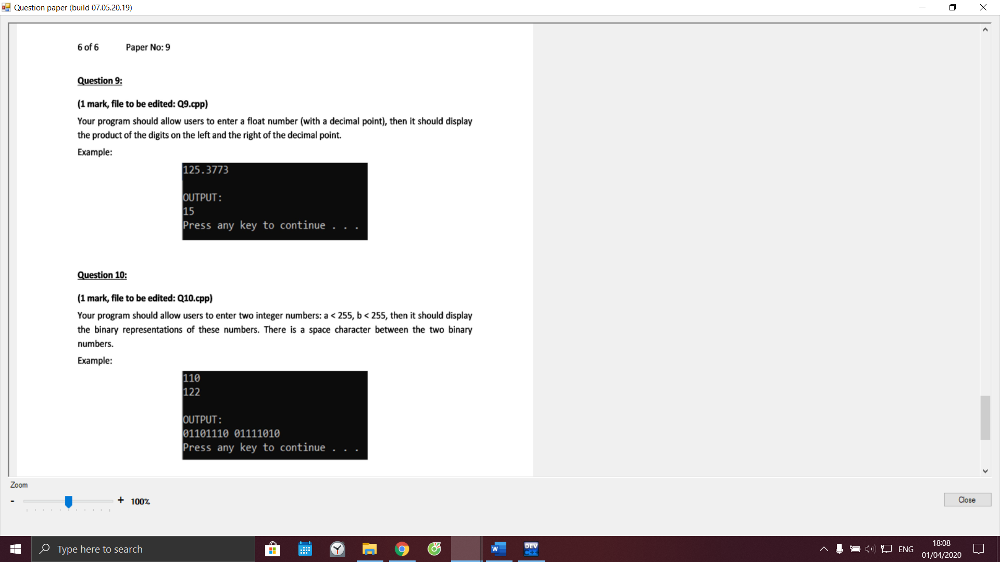 Question paper (build 07.05.20.19)
6 of 6 Paper No: 9
Question 9:
(1 mark, file to be edited: Q9.cpp)
Your program should allow users to enter a float number (with a decimal point), then it should display
the product of the digits on the left and the right of the decimal point.
Example:
125.3773
OUTPUT:
15
Press any key to continue . . .
Question 10:
(1 mark, file to be edited: Q10.cpp)
Your program should allow users to enter two integer numbers: a < 255, b < 255, then it should display
the binary representations of these numbers. There is a space character between the two binary
numbers.
Example:
110
122
OUTPUT:
01101110 01111010
Press any key to continue . . .
Zoom
- + 100%
Close
Type here to search
W
DEV
C++
ENG
18:08
01/04/2020